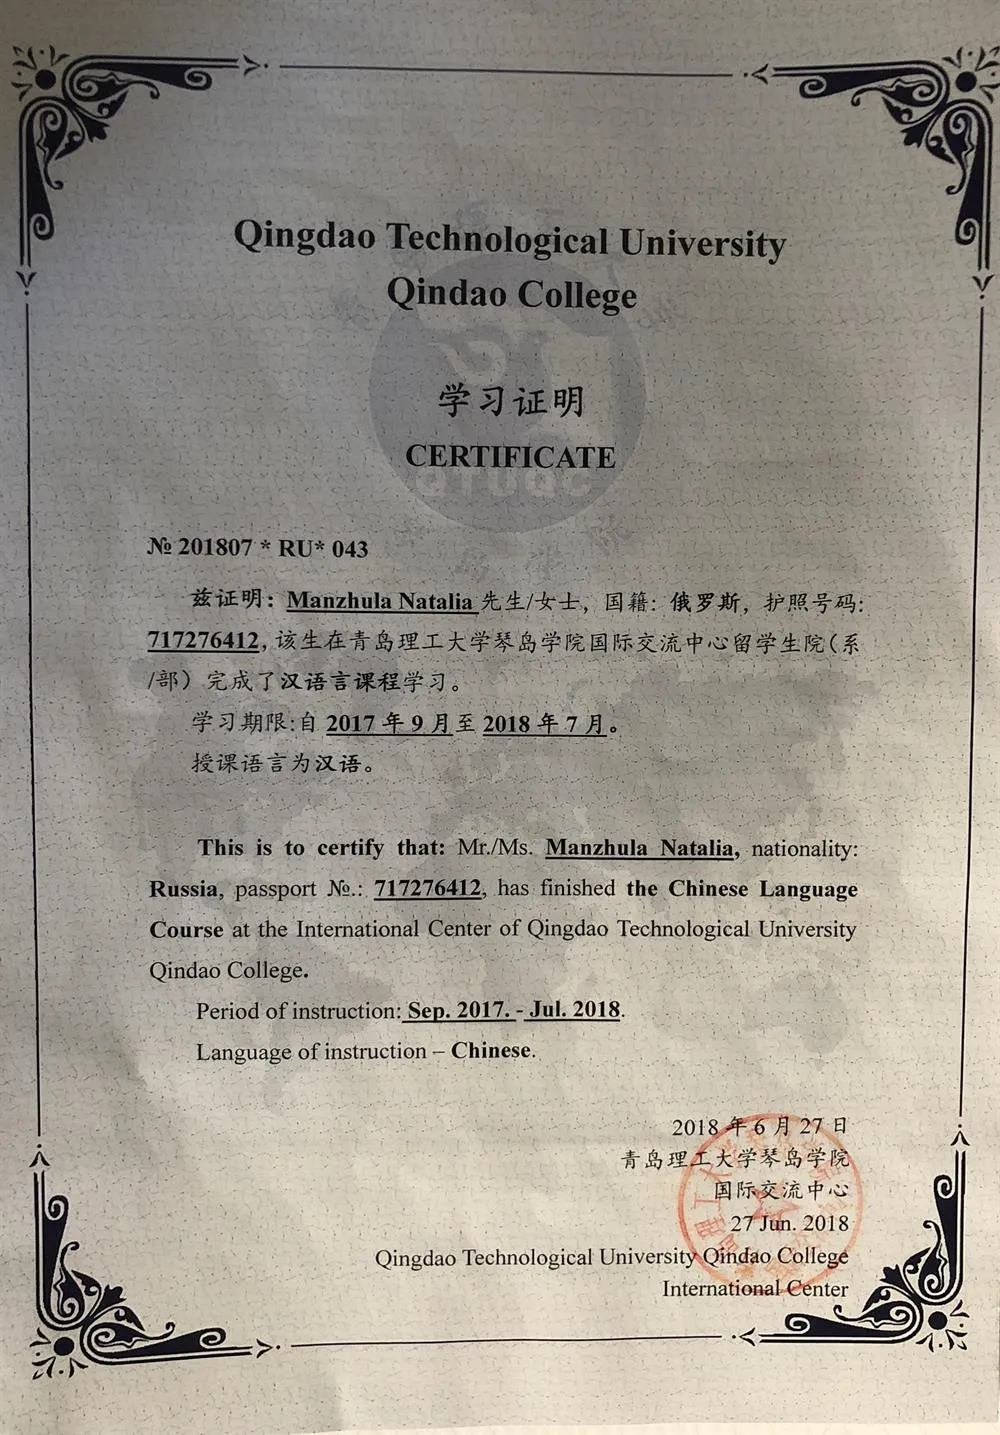 Qingdao Technological University
Qindao College
学习证明
CERTIFICATE
QTUQC
№ 201807 * RU* 043
兹证明：Manzhula Natalia 先生/女士，国籍：俄罗斯，护照号码：
717276412, 该生在青岛理工大学琴岛学院国际交流中心留学生院（系
/部）完成了汉语言课程学习。
学习期限:自 2017 年 9 月至 2018 年 7 月。
授课语言为汉语。
This is to certify that: Mr./Ms. Manzhula Natalia, nationality:
Russia, passport №.: 717276412, has finished the Chinese Language
Course at the International Center of Qingdao Technological University
Qindao College.
Period of instruction: Sep. 2017. - Jul. 2018.
Language of instruction – Chinese.
2018 年 6 月 27 日
青岛理工大学琴岛学院
国际交流中心
27 Jun. 2018
Qingdao Technological University Qindao College
International Center